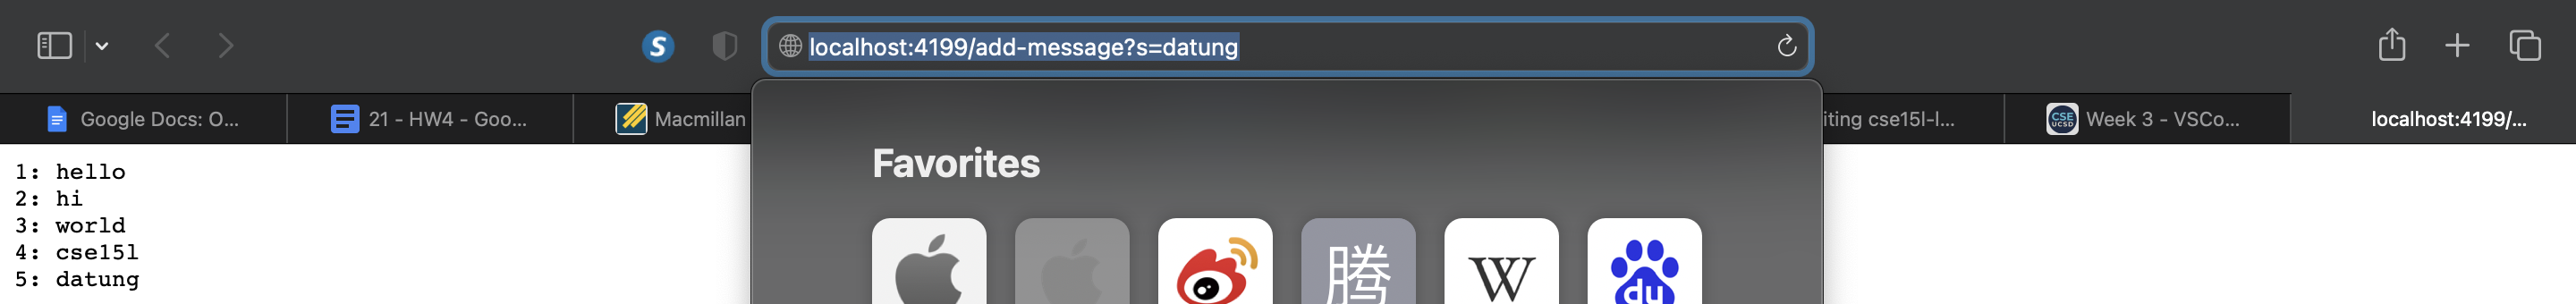 S
localhost:4199/add-message?s=datung
Google Docs: O...
21 - HW4 - Goo...
Macmillan
iting cse15l-l...
CSE
UCSD
Week 3 - VSCo...
localhost:4199/...
1: hello
2: hi
3: world
4: cse15l
5: datung
Favorites
腾
W
du